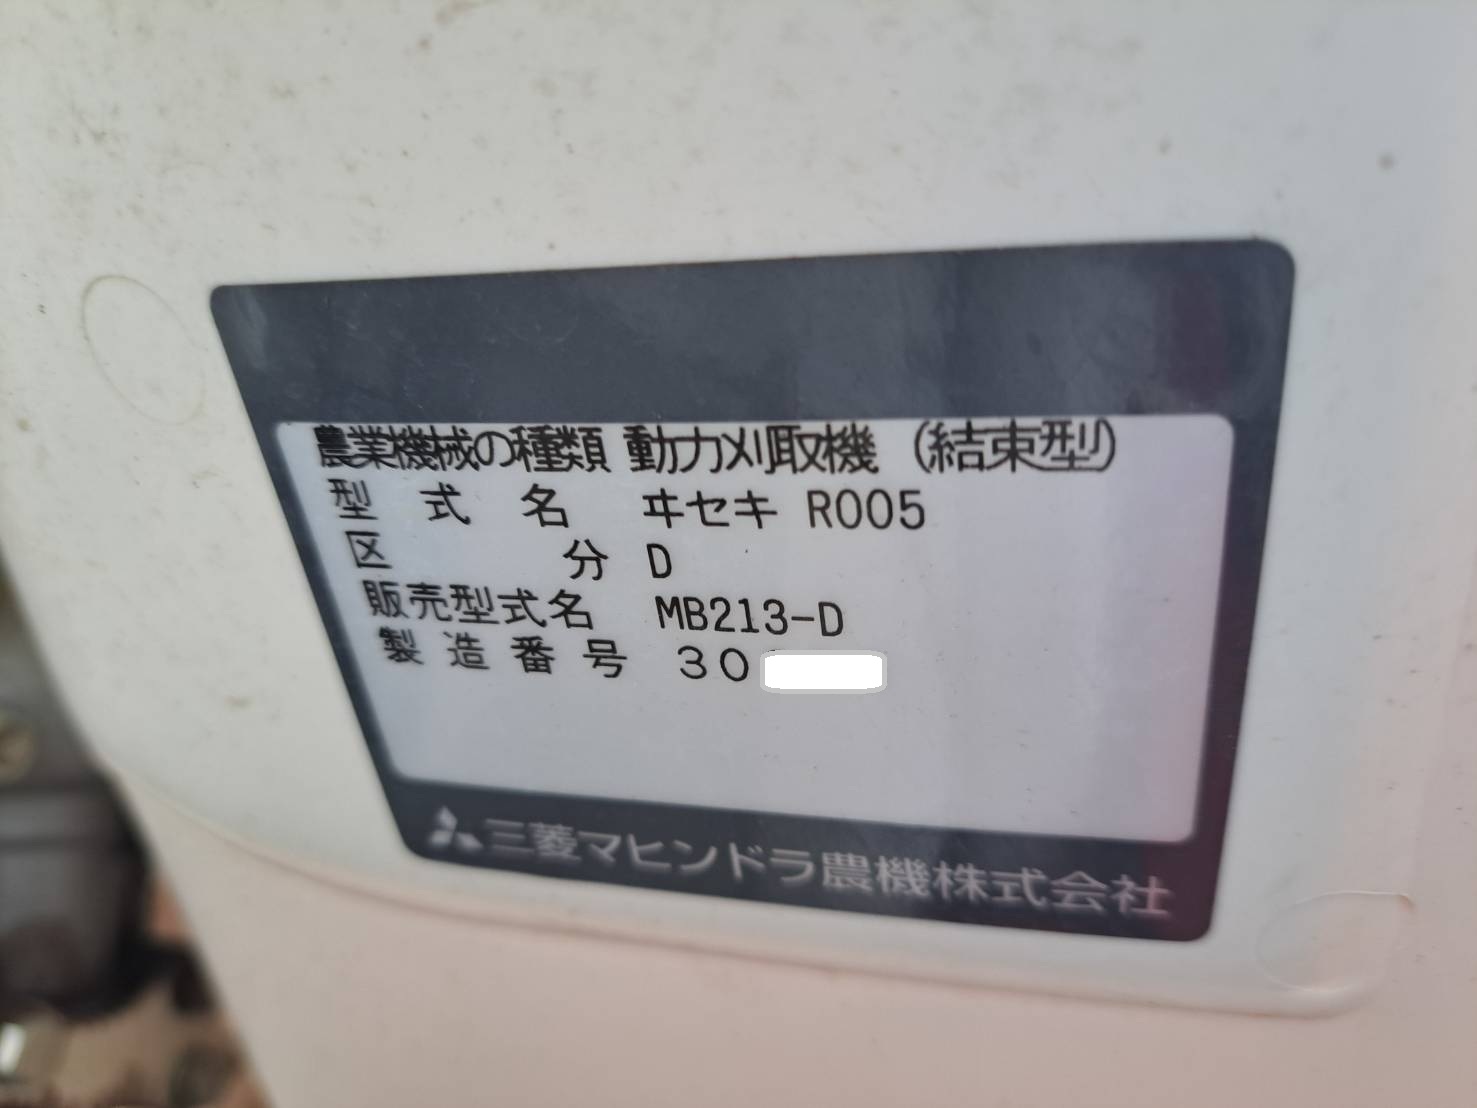 農業機械の種類 動力刈取機 (結束型)
型式名 ヰセキ R005
区分 D
販売型式名 MB213-D
製造番号 30
三菱マヒンドラ農機株式会社